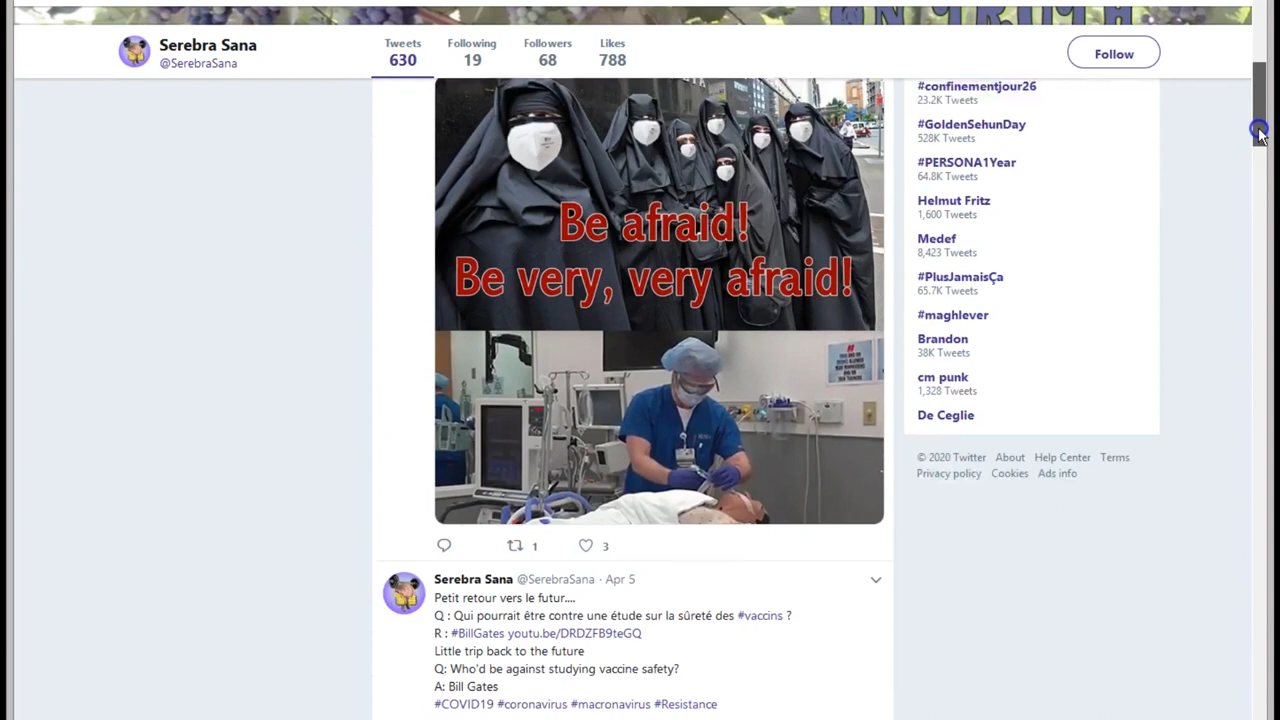 ON TRUTH
Serebra Sana
@SerebraSana
Tweets
630
Following
19
Followers
68
Likes
788
Follow
Be afraid!
Be very, very afraid!
1
3
Serebra Sana @SerebraSana · Apr 5
Petit retour vers le futur....
Q : Qui pourrait être contre une étude sur la sûreté des #vaccins ?
R : #BillGates youtu.be/DRDZFB9teGQ
Little trip back to the future
Q: Who'd be against studying vaccine safety?
A: Bill Gates
#COVID19 #coronavirus #macronavirus #Resistance
#confinementjour26
23.2K Tweets
#GoldenSehunDay
528K Tweets
#PERSONA1Year
64.8K Tweets
Helmut Fritz
1,600 Tweets
Medef
8,423 Tweets
#PlusJamaisÇa
65.7K Tweets
#maghlever
Brandon
38K Tweets
cm punk
1,328 Tweets
De Ceglie
© 2020 Twitter About Help Center Terms
Privacy policy Cookies Ads info